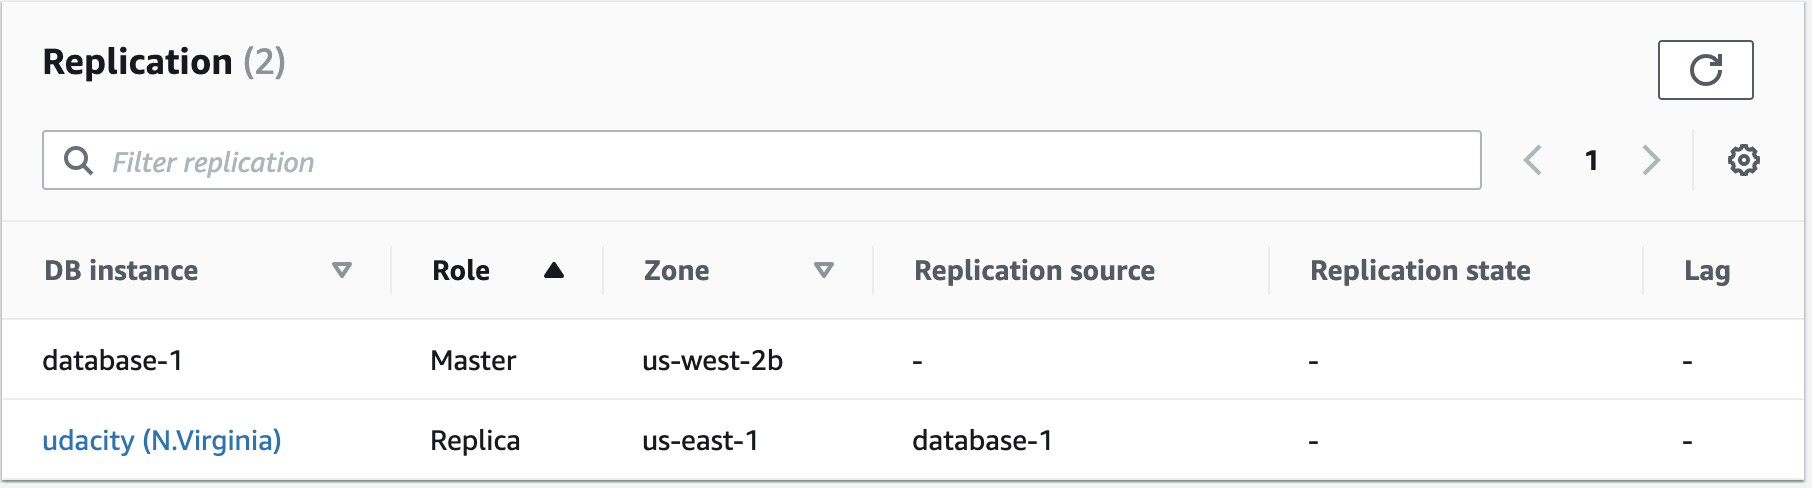 Replication (2)
Filter replication
1
DB instance Role Zone Replication source Replication state Lag
database-1 Master us-west-2b - - -
udacity (N.Virginia) Replica us-east-1 database-1 - -